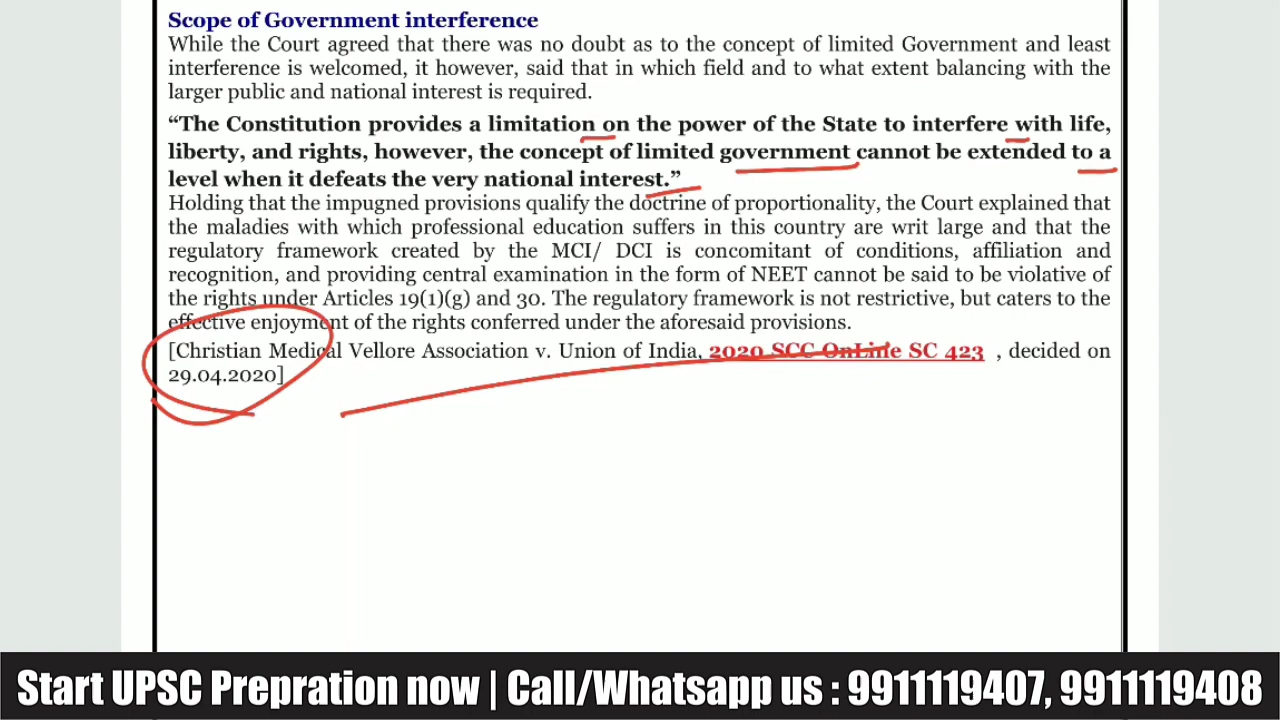 Scope of Government interference
While the Court agreed that there was no doubt as to the concept of limited Government and least
interference is welcomed, it however, said that in which field and to what extent balancing with the
larger public and national interest is required.
“The Constitution provides a limitation on the power of the State to interfere with life,
liberty, and rights, however, the concept of limited government cannot be extended to a
level when it defeats the very national interest.”
Holding that the impugned provisions qualify the doctrine of proportionality, the Court explained that
the maladies with which professional education suffers in this country are writ large and that the
regulatory framework created by the MCI/ DCI is concomitant of conditions, affiliation and
recognition, and providing central examination in the form of NEET cannot be said to be violative of
the rights under Articles 19(1)(g) and 30. The regulatory framework is not restrictive, but caters to the
effective enjoyment of the rights conferred under the aforesaid provisions.
[Christian Medical Vellore Association v. Union of India, 2020 SCC OnLine SC 423 , decided on
29.04.2020]
Start UPSC Prepration now | Call/Whatsapp us : 9911119407, 9911119408